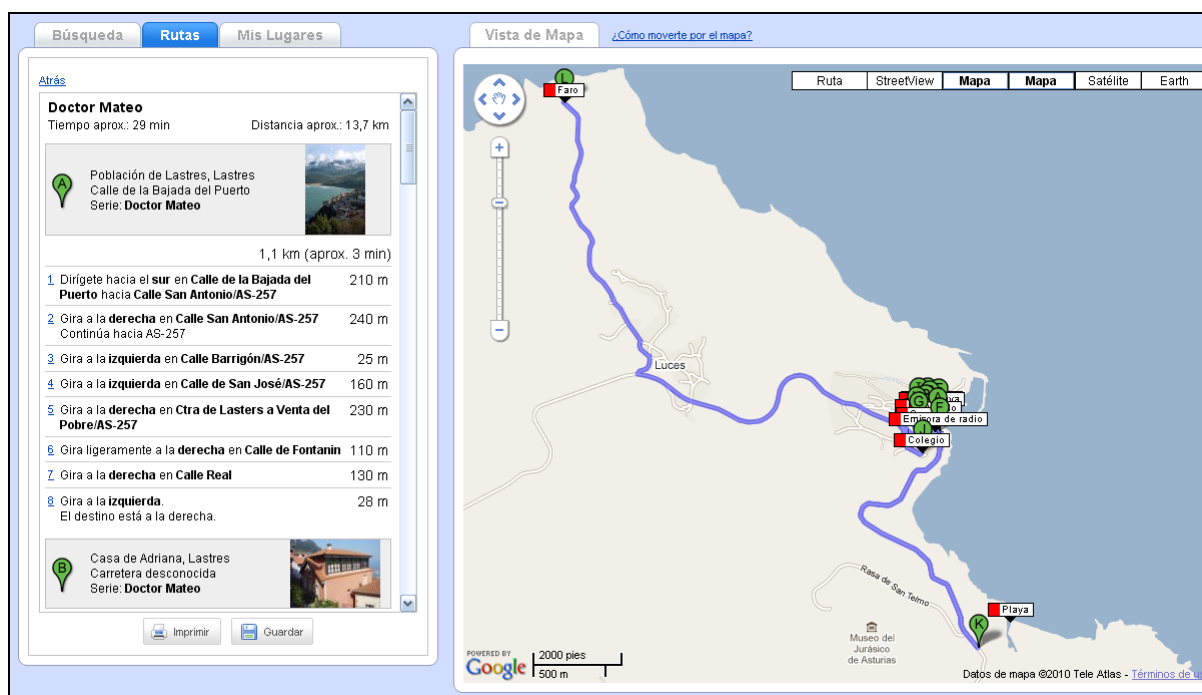 Búsqueda
Rutas
Mis Lugares
Atrás
Doctor Mateo
Tiempo aprox.: 29 min
Distancia aprox.: 13,7 km
A
Población de Lastres, Lastres
Calle de la Bajada del Puerto
Serie: Doctor Mateo
1,1 km (aprox. 3 min)
1 Dirígete hacia el sur en Calle de la Bajada del 210 m
Puerto hacia Calle San Antonio/AS-257
2 Gira a la derecha en Calle San Antonio/AS-257 240 m
Continúa hacia AS-257
3 Gira a la izquierda en Calle Barrigón/AS-257 25 m
4 Gira a la izquierda en Calle de San José/AS-257 160 m
5 Gira a la derecha en Ctra de Lasters a Venta del 230 m
Pobre/AS-257
6 Gira ligeramente a la derecha en Calle de Fontanin 110 m
7 Gira a la derecha en Calle Real 130 m
8 Gira a la izquierda. 28 m
El destino está a la derecha.
B
Casa de Adriana, Lastres
Carretera desconocida
Serie: Doctor Mateo
Imprimir
Guardar
Vista de Mapa
¿Cómo moverte por el mapa?
Ruta
StreetView
Mapa
Mapa
Satélite
Earth
L
Faro
Luces
G
A
F
Emisora de radio
J
Colegio
Rasa de San Telmo
Playa
K
Museo del
Jurásico
de Asturias
POWERED BY
Google
2000 pies
500 m
Datos de mapa ©2010 Tele Atlas - Términos de